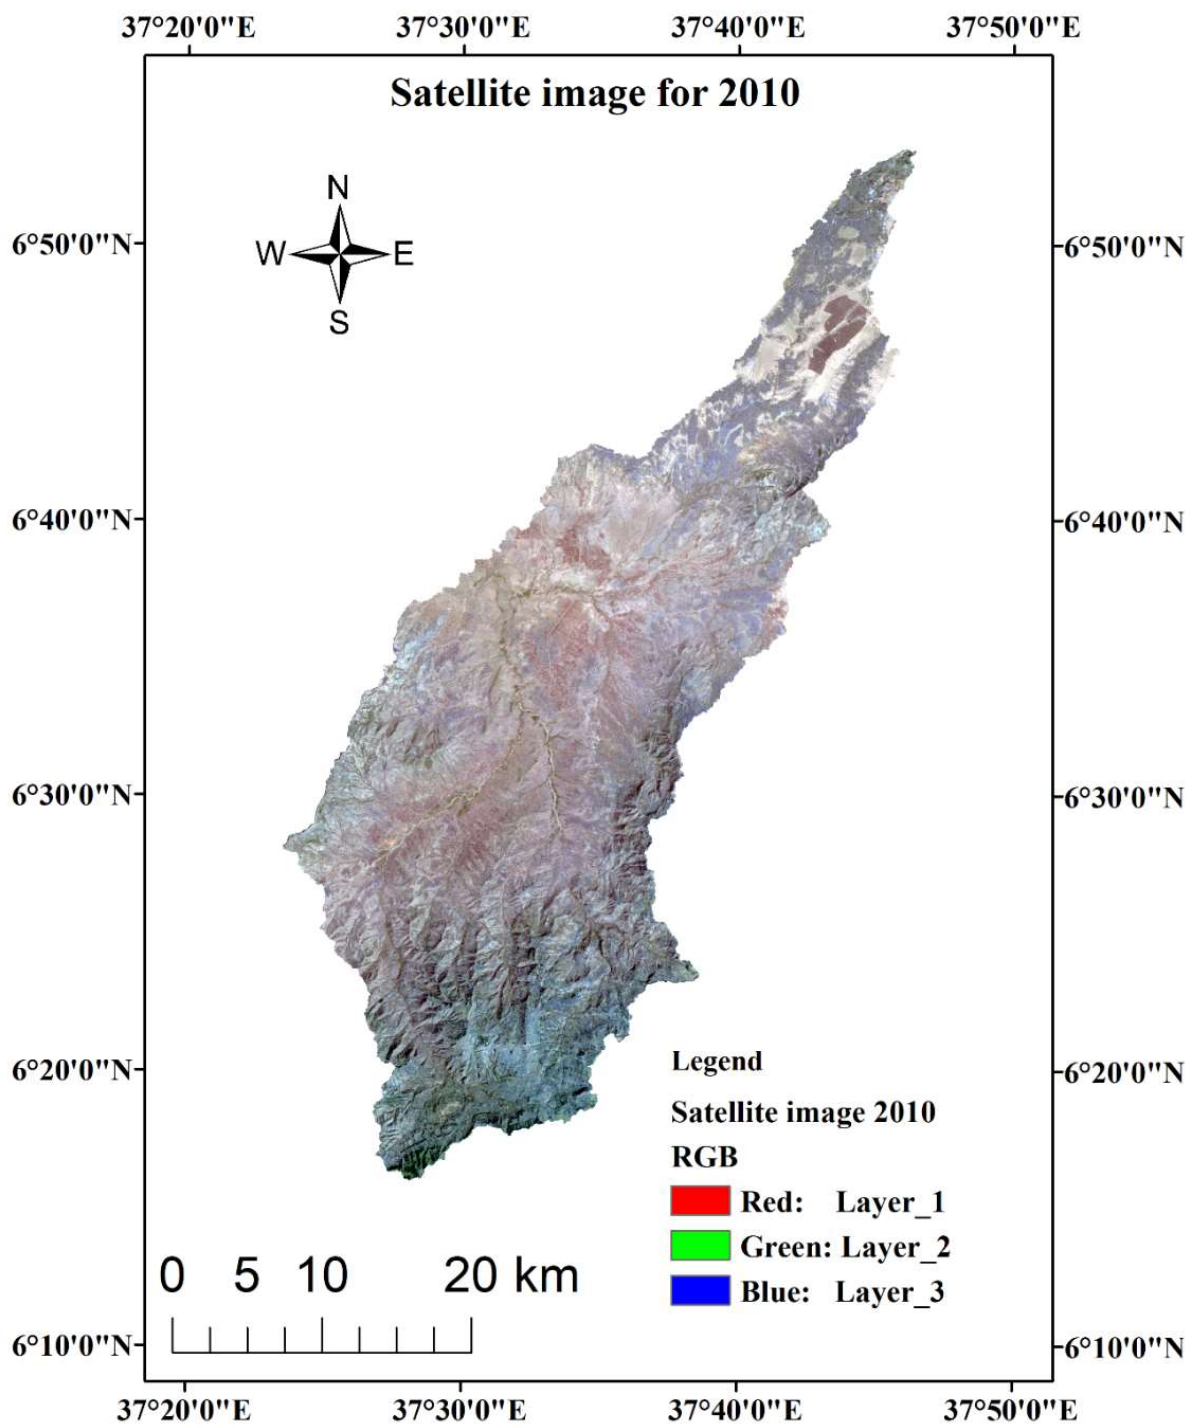 37°20'0"E 37°30'0"E 37°40'0"E 37°50'0"E
Satellite image for 2010
N
W E
S
6°50'0"N 6°50'0"N
6°40'0"N 6°40'0"N
6°30'0"N 6°30'0"N
6°20'0"N 6°20'0"N
Legend
Satellite image 2010
RGB
Red: Layer_1
Green: Layer_2
Blue: Layer_3
0 5 10 20 km
6°10'0"N 6°10'0"N
37°20'0"E 37°30'0"E 37°40'0"E 37°50'0"E